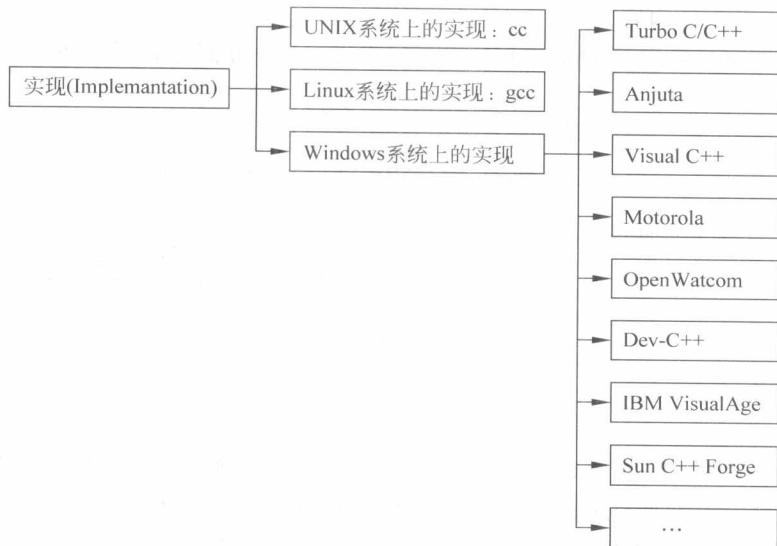 实现(Implemantation)
UNIX系统上的实现：cc
Linux系统上的实现：gcc
Windows系统上的实现
Turbo C/C++
Anjuta
Visual C++
Motorola
OpenWatcom
Dev-C++
IBM VisualAge
Sun C++ Forge
…